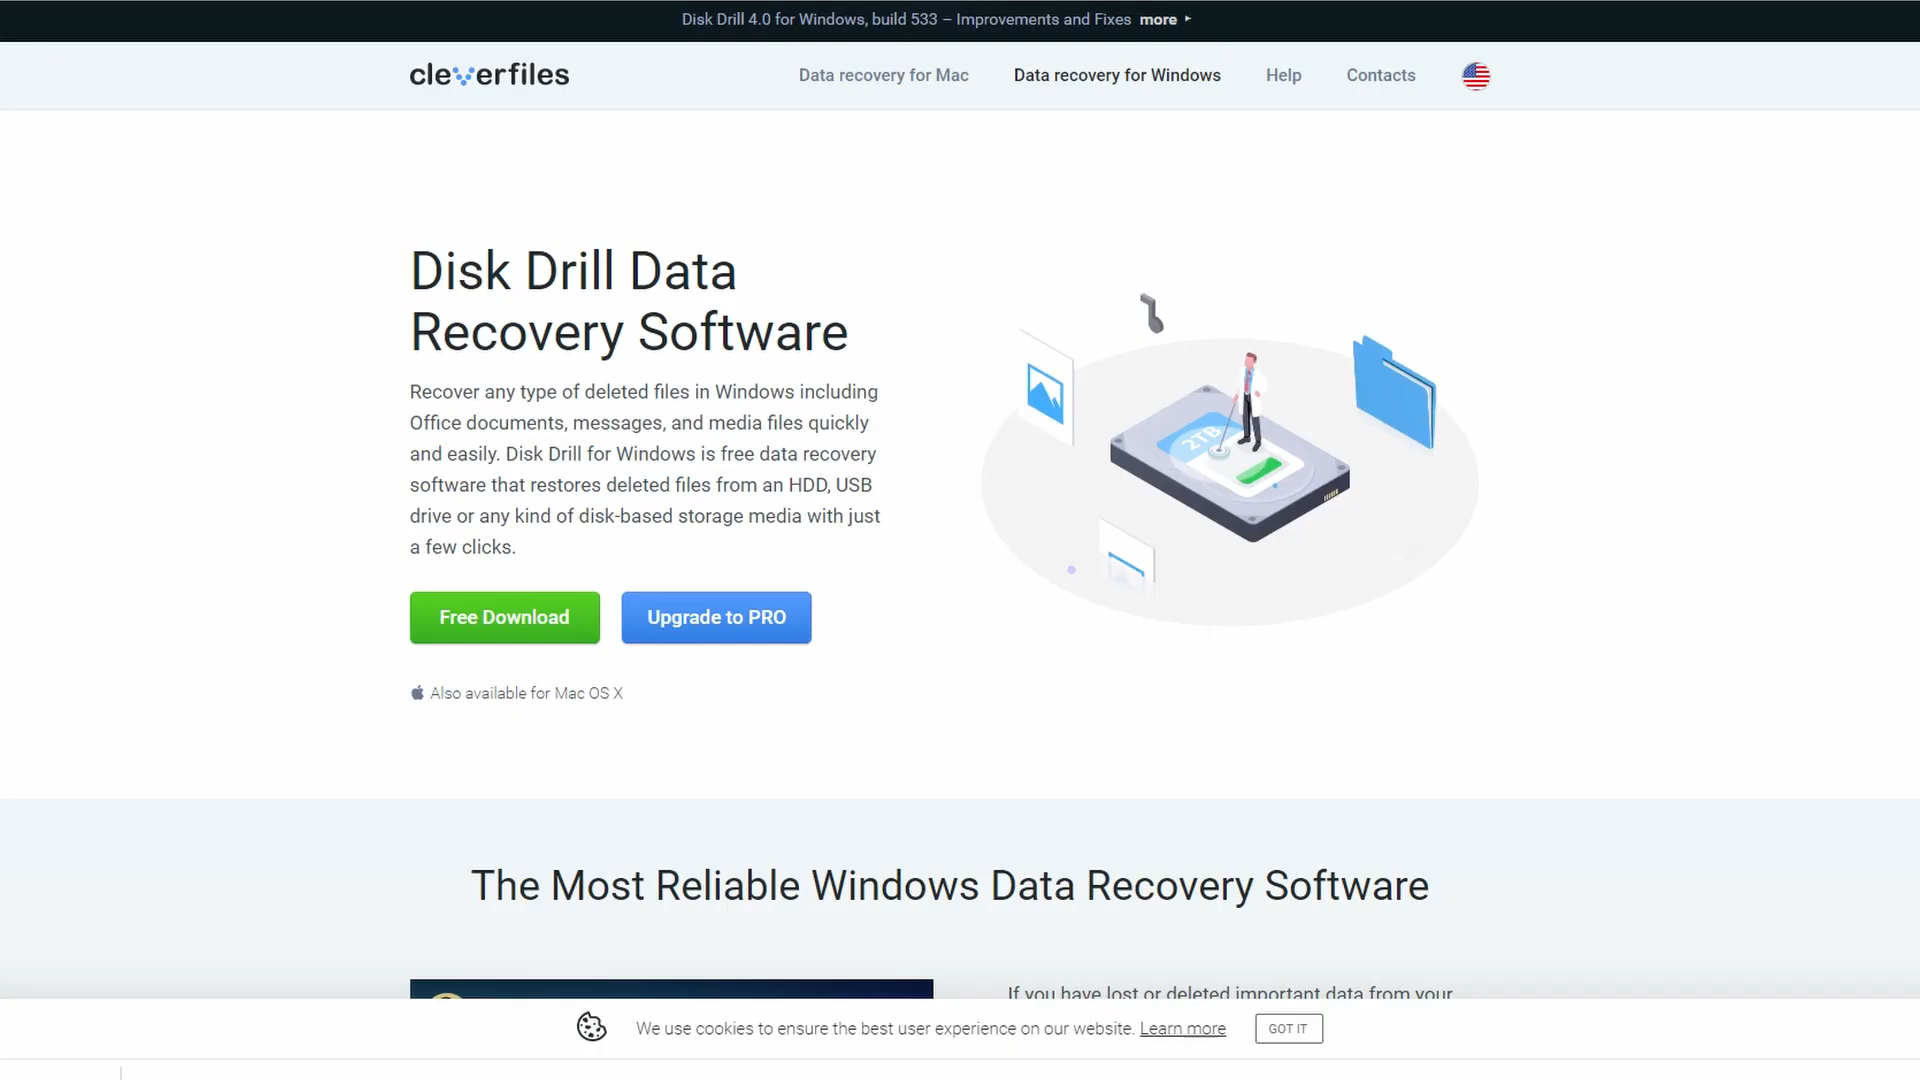 Disk Drill 4.0 for Windows, build 533 – Improvements and Fixes more
cleverfiles
Data recovery for Mac
Data recovery for Windows
Help
Contacts
Disk Drill Data
Recovery Software
Recover any type of deleted files in Windows including
Office documents, messages, and media files quickly
and easily. Disk Drill for Windows is free data recovery
software that restores deleted files from an HDD, USB
drive or any kind of disk-based storage media with just
a few clicks.
2TB
Free Download
Upgrade to PRO
Also available for Mac OS X
The Most Reliable Windows Data Recovery Software
If you have lost or deleted important data from your
We use cookies to ensure the best user experience on our website. Learn more
GOT IT